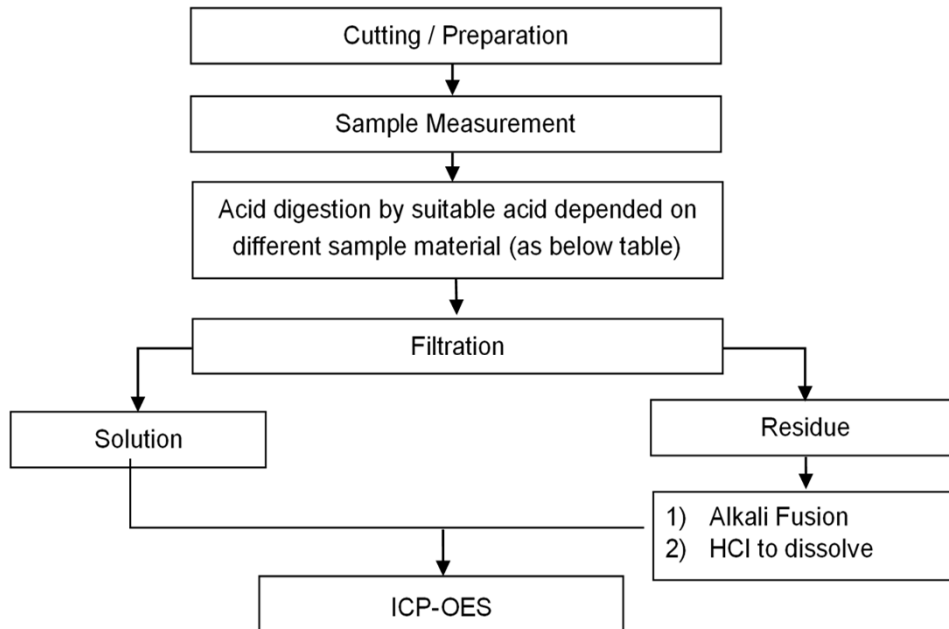 Cutting / Preparation
Sample Measurement
Acid digestion by suitable acid depended on
different sample material (as below table)
Filtration
Solution
Residue
1) Alkali Fusion
2) HCl to dissolve
ICP-OES